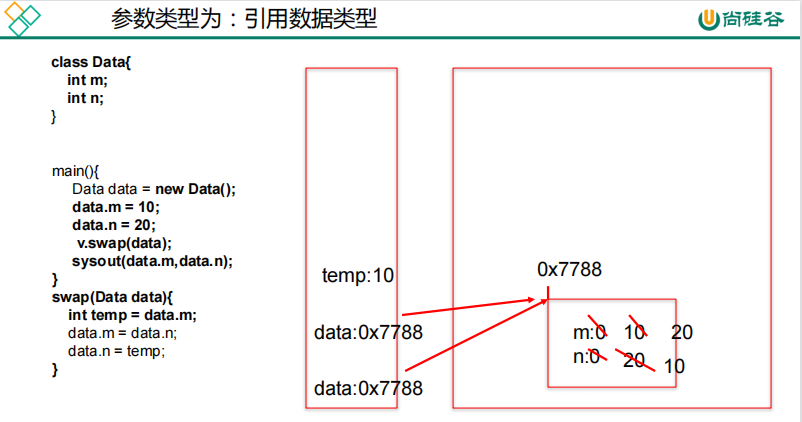 参数类型为：引用数据类型
尚硅谷
class Data{
int m;
int n;
}
main(){
Data data = new Data();
data.m = 10;
data.n = 20;
v.swap(data);
sysout(data.m,data.n);
}
swap(Data data){
int temp = data.m;
data.m = data.n;
data.n = temp;
}
temp:10
data:0x7788
data:0x7788
0x7788
m:0 10 20
n:0 20 10